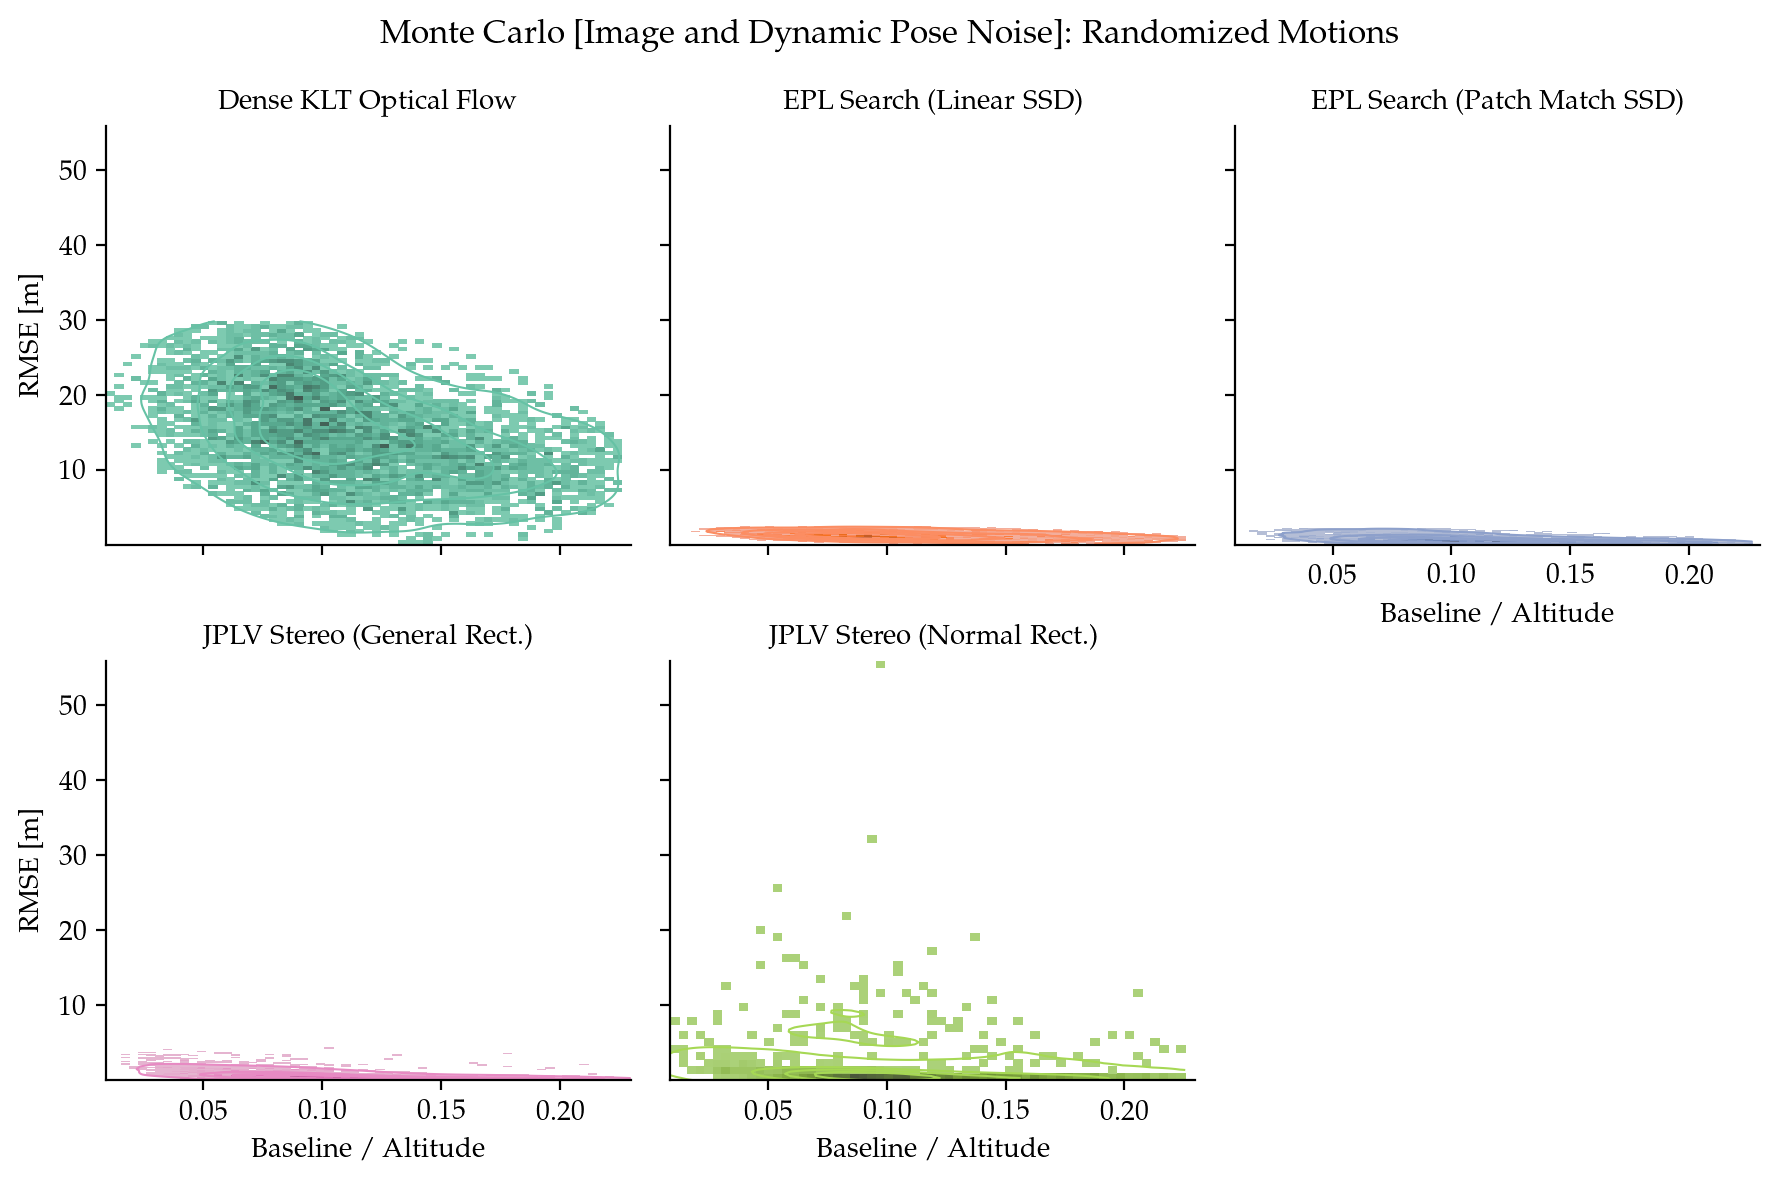 Monte Carlo [Image and Dynamic Pose Noise]: Randomized Motions
Dense KLT Optical Flow
EPL Search (Linear SSD)
EPL Search (Patch Match SSD)
50
40
30
20
10
RMSE [m]
0.05 0.10 0.15 0.20
Baseline / Altitude
JPLV Stereo (General Rect.)
JPLV Stereo (Normal Rect.)
50
40
30
20
10
RMSE [m]
0.05 0.10 0.15 0.20
Baseline / Altitude
0.05 0.10 0.15 0.20
Baseline / Altitude